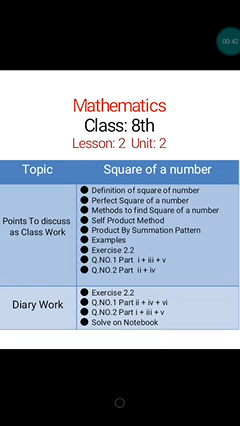 00:42
Mathematics
Class: 8th
Lesson: 2 Unit: 2
Topic
Square of a number
Points To discuss
as Class Work
● Definition of square of number
● Perfect Square of a number
● Methods to find Square of a number
● Self Product Method
● Product By Summation Pattern
● Examples
● Exercise 2.2
● Q.NO.1 Part i + iii + v
● Q.NO.2 Part ii + iv
Diary Work
● Exercise 2.2
● Q.NO.1 Part ii + iv + vi
● Q.NO.2 Part i + iii + v
● Solve on Notebook